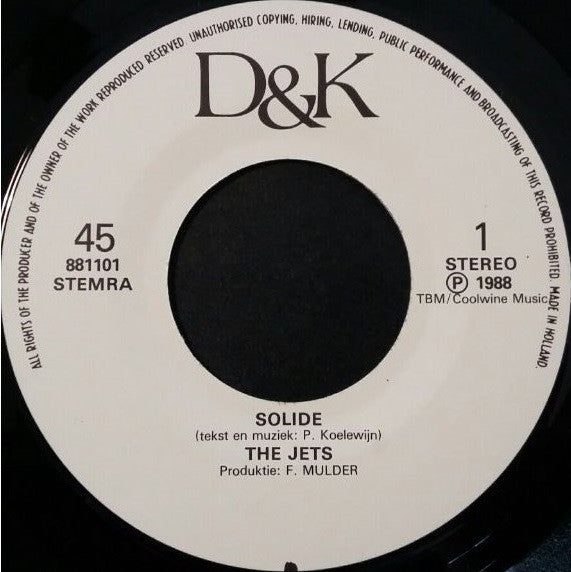 ALL RIGHTS OF THE PRODUCER AND OF THE OWNER OF THE WORK REPRODUCED RESERVED UNAUTHORISED COPYING, HIRING, LENDING, PUBLIC PERFORMANCE AND BROADCASTING OF THIS RECORD PROHIBITED. MADE IN HOLLAND.
D&K
45
881101
STEMRA
1
STEREO
Ⓟ 1988
TBM/Coolwine Music
SOLIDE
(tekst en muziek: P. Koelewijn)
THE JETS
Produktie: F. MULDER